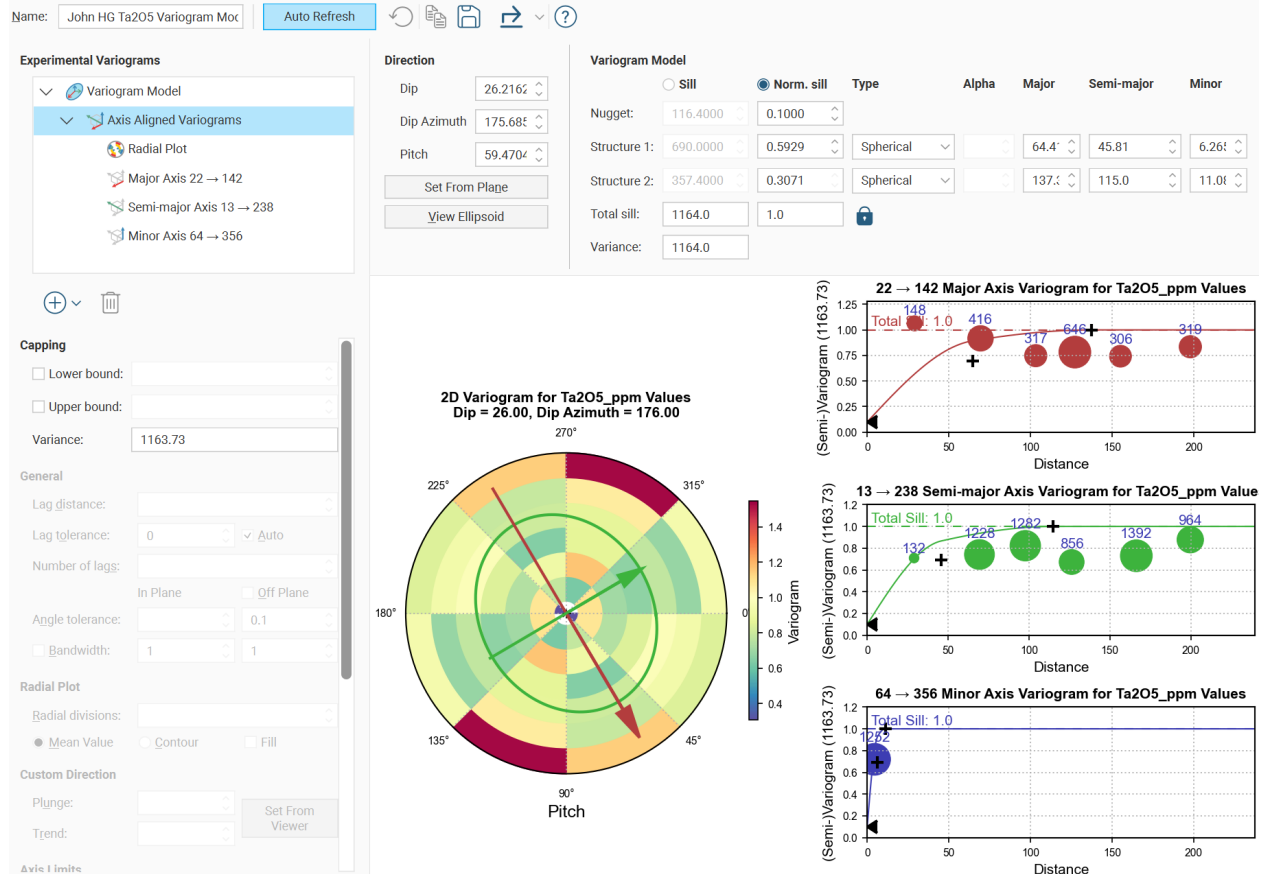 Name: John HG Ta2O5 Variogram Moc Auto Refresh ?
Experimental Variograms
Variogram Model
Axis Aligned Variograms
Radial Plot
Major Axis 22 → 142
Semi-major Axis 13 → 238
Minor Axis 64 → 356
Direction
Dip 26.2162
Dip Azimuth 175.685
Pitch 59.4704
Set From Plane
View Ellipsoid
Variogram Model
Sill Norm. sill Type Alpha Major Semi-major Minor
Nugget: 116.4000 0.1000
Structure 1: 690.0000 0.5929 Spherical 64.4 45.81 6.265
Structure 2: 357.4000 0.3071 Spherical 137. 115.0 11.08
Total sill: 1164.0 1.0
Variance: 1164.0
Capping
Lower bound:
Upper bound:
Variance: 1163.73
General
Lag distance:
Lag tolerance: 0 Auto
Number of lags:
In Plane Off Plane
Angle tolerance: 0.1
Bandwidth: 1 1
Radial Plot
Radial divisions:
Mean Value Contour Fill
Custom Direction
Plunge:
Trend:
Set From
Viewer
Axis Limits
2D Variogram for Ta2O5_ppm Values
Dip = 26.00, Dip Azimuth = 176.00
270°
225° 315°
180° 0°
135° 45°
90°
Pitch
1.4
1.2
1.0
0.8
0.6
0.4
Variogram
22 → 142 Major Axis Variogram for Ta2O5_ppm Values
(Semi-)Variogram (1163.73)
1.25
1.00
0.75
0.50
0.25
0.00
Total Sill: 1.0
148 416 317 646 306 319
0 50 100 150 200
Distance
13 → 238 Semi-major Axis Variogram for Ta2O5_ppm Value
(Semi-)Variogram (1163.73)
1.2
1.0
0.8
0.6
0.4
0.2
0.0
Total Sill: 1.0
132 1228 1282 856 1392 964
0 50 100 150 200
Distance
64 → 356 Minor Axis Variogram for Ta2O5_ppm Values
(Semi-)Variogram (1163.73)
1.2
1.0
0.8
0.6
0.4
0.2
0.0
Total Sill: 1.0
1252
0 50 100 150 200
Distance